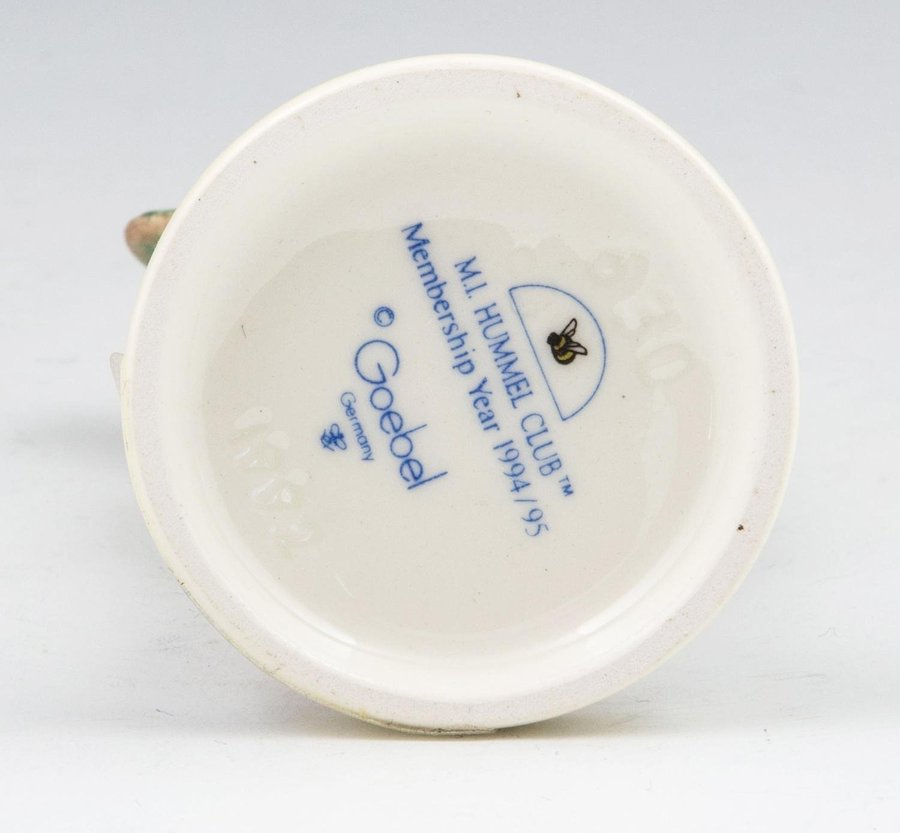 M.I. HUMMEL CLUB™
Membership Year 1994/95
© Goebel
Germany